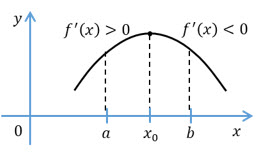 y
f′(x) > 0 f′(x) < 0
0 a x₀ b x